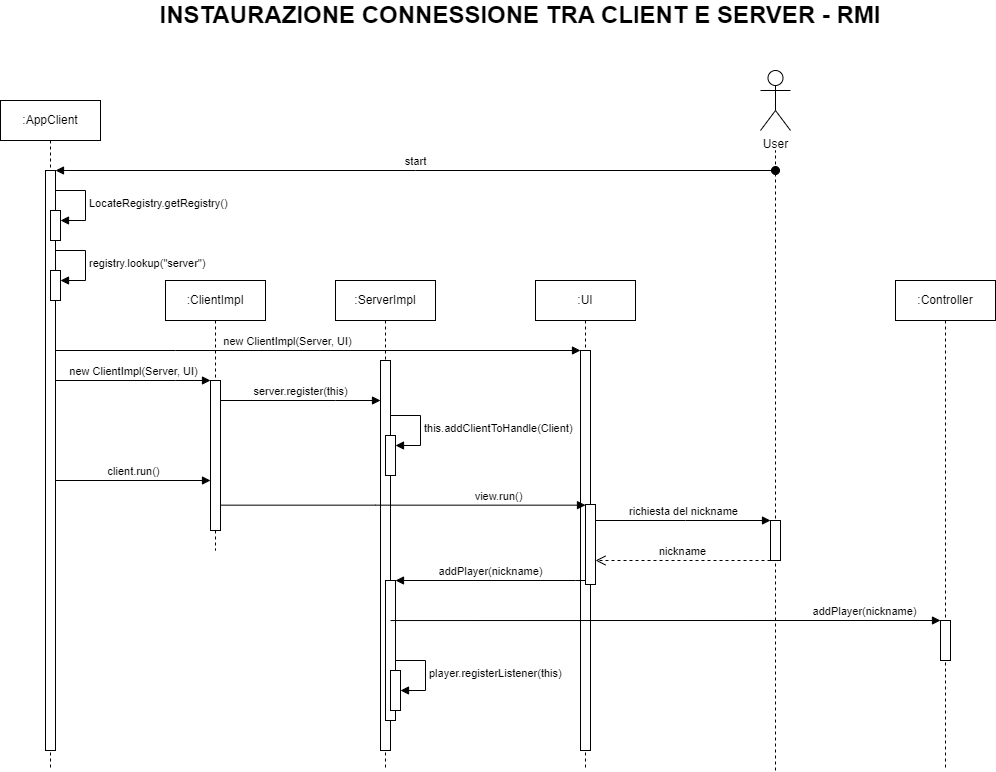 INSTAURAZIONE CONNESSIONE TRA CLIENT E SERVER - RMI
:AppClient
User
start
LocateRegistry.getRegistry()
registry.lookup("server")
:ClientImpl
:ServerImpl
:UI
:Controller
new ClientImpl(Server, UI)
new ClientImpl(Server, UI)
server.register(this)
this.addClientToHandle(Client)
client.run()
view.run()
richiesta del nickname
nickname
addPlayer(nickname)
addPlayer(nickname)
player.registerListener(this)